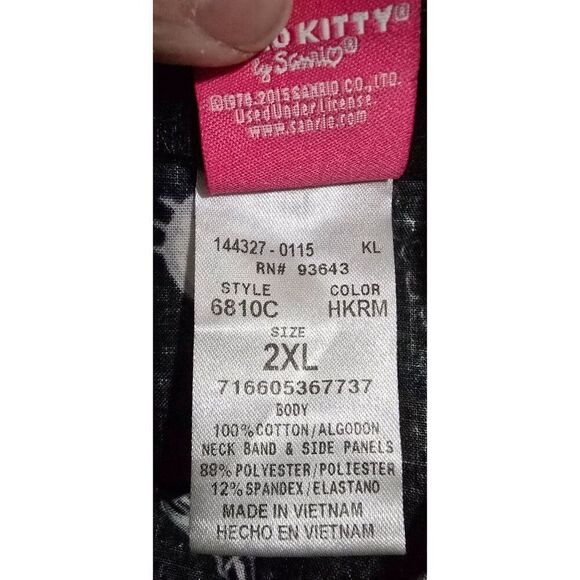 KITTY®
by Sanrio®
©1976, 2015 SANRIO CO., LTD.
Used Under License.
www.sanrio.com
144327-0115 KL
RN# 93643
STYLE COLOR
6810C HKRM
SIZE
2XL
716605367737
BODY
100% COTTON/ALGODON
NECK BAND & SIDE PANELS
88% POLYESTER/POLIESTER
12% SPANDEX/ELASTANO
MADE IN VIETNAM
HECHO EN VIETNAM